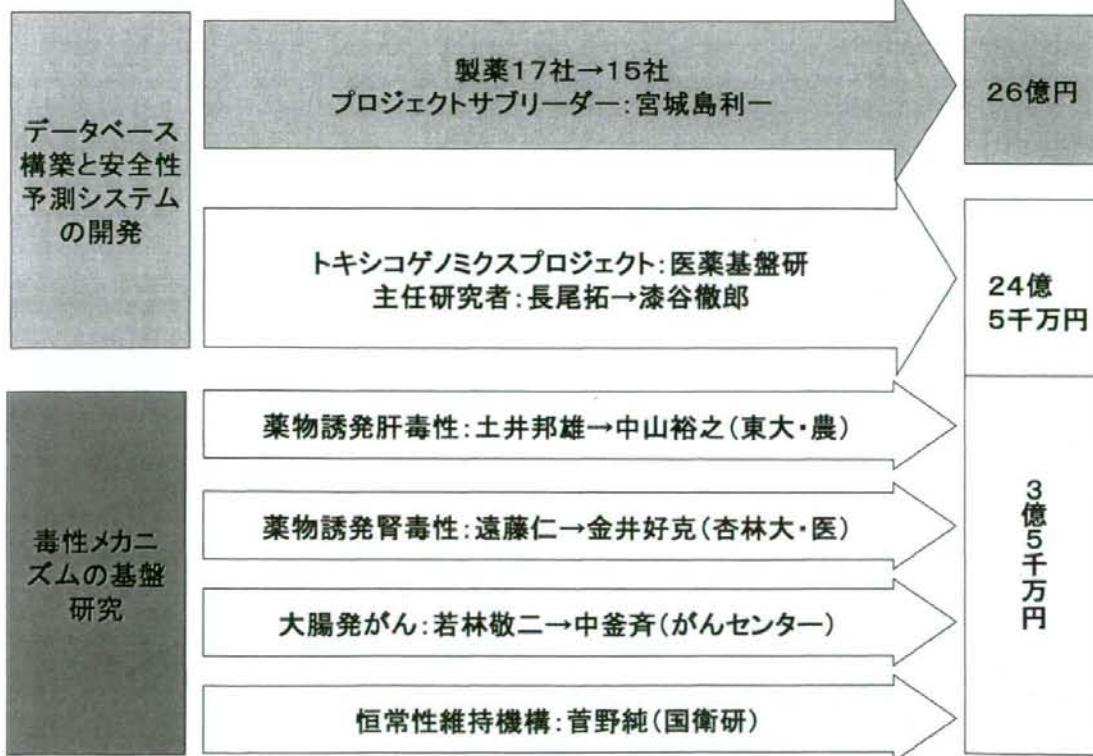 データベース
構築と安全性
予測システム
の開発
製薬17社→15社
プロジェクトサブリーダー:宮城島利一
26億円
トキシコゲノミクスプロジェクト:医薬基盤研
主任研究者:長尾拓→漆谷徹郎
24億
5千万円
毒性メカニ
ズムの基盤
研究
薬物誘発肝毒性:土井邦雄→中山裕之(東大・農)
薬物誘発腎毒性:遠藤仁→金井好克(杏林大・医)
大腸発がん:若林敬二→中釜斉(がんセンター)
恒常性維持機構:菅野純(国衛研)
3億5千万円